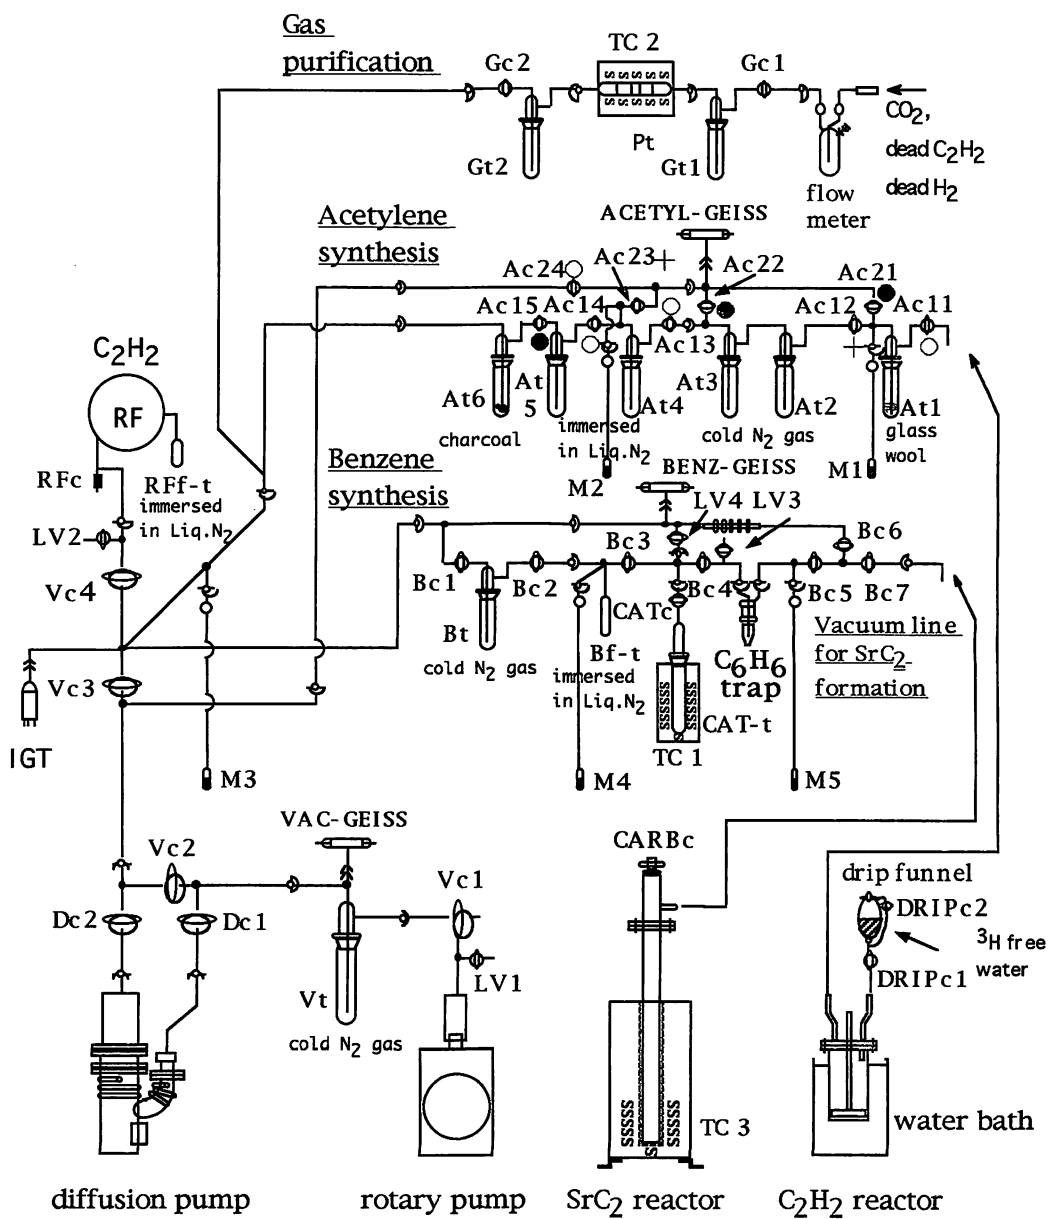 Gas
purification
Gc2
TC 2
Gc1
CO2,
dead C2H2
dead H2
Pt
Gt2
Gt1
flow
meter
Acetylene
synthesis
ACETYL-GEISS
Ac24
Ac23
Ac22
Ac21
Ac15
Ac14
Ac13
Ac12
Ac11
C2H2
RF
At6
At
5
At4
At3
At2
At1
charcoal
immersed
in Liq.N2
cold N2 gas
glass
wool
M2
M1
Benzene
synthesis
BENZ-GEISS
RFc
RFf-t
immersed
in Liq.N2
LV4
LV3
LV2
Bc3
Bc6
Vc4
Bc1
Bc2
Bc4
Bc5
Bc7
CATc
Bt
Bf-t
C6H6
trap
cold N2 gas
immersed
in Liq.N2
Vacuum line
for SrC2
formation
Vc3
CAT-t
TC 1
IGT
M3
M4
M5
VAC-GEISS
CARBc
Vc2
Vc1
drip funnel
DRIPc2
3H free
water
Dc2
Dc1
LV1
DRIPc1
Vt
cold N2 gas
TC 3
water bath
diffusion pump
rotary pump
SrC2 reactor
C2H2 reactor